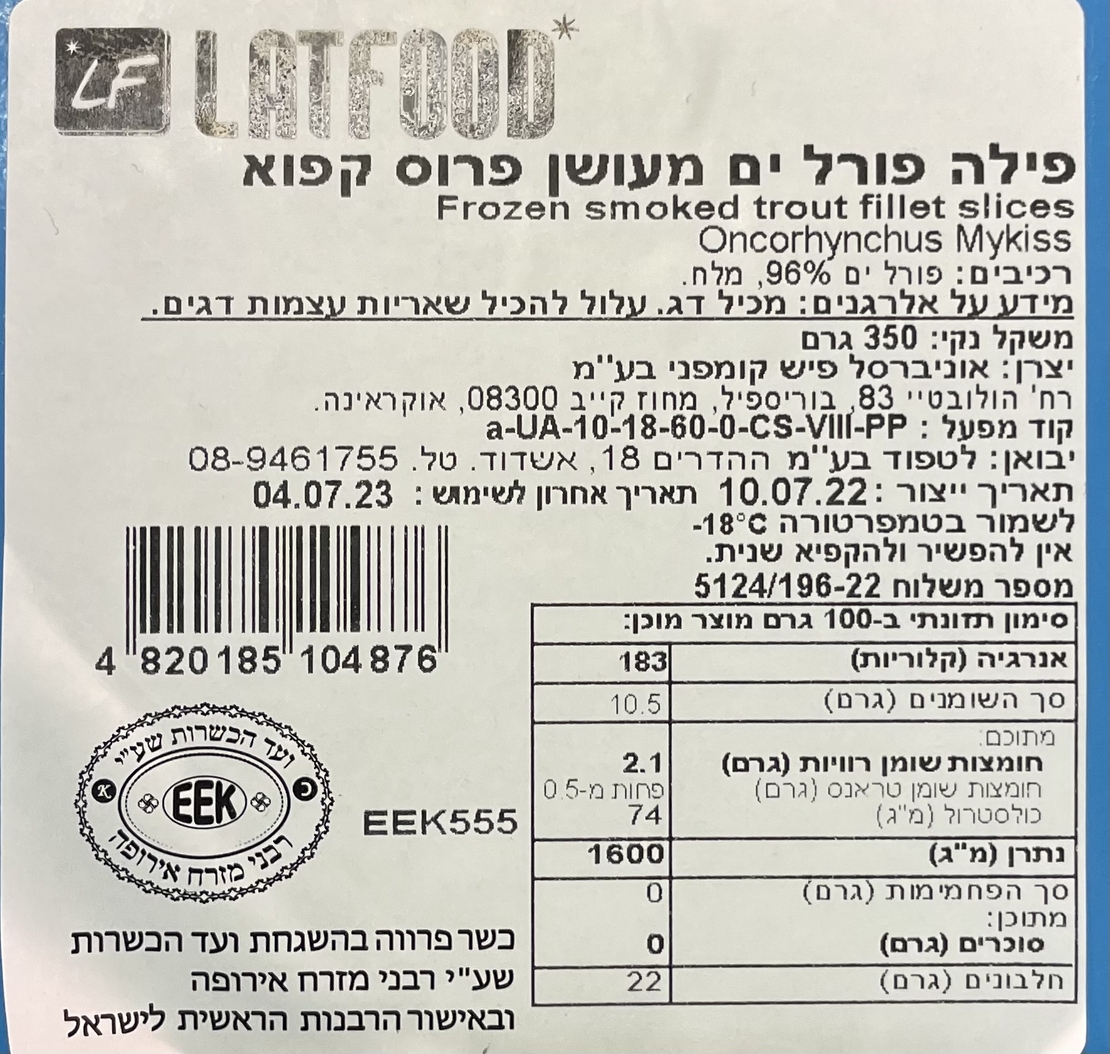 LF LATFOOD*
פילה פורל ים מעושן פרוס קפוא
Frozen smoked trout fillet slices
Oncorhynchus Mykiss
רכיבים: פורל ים 96%, מלח.
מידע על אלרגנים: מכיל דג. עלול להכיל שאריות עצמות דגים.
משקל נקי: 350 גרם
יצרן: אוניברסל פיש קומפני בע''מ
רח' הולובטיי 83, בוריספיל, מחוז קייב 08300, אוקראינה.
קוד מפעל : a-UA-10-18-60-0-CS-VIII-PP
יבואן: לטפוד בע''מ ההדרים 18, אשדוד. טל. 08-9461755
תאריך ייצור: 10.07.22 תאריך אחרון לשימוש: 04.07.23
לשמור בטמפרטורה -18°C
אין להפשיר ולהקפיא שנית.
מספר משלוח 5124/196-22
4 820185 104876
סימון תזונתי ב-100 גרם מוצר מוכן:
אנרגיה (קלוריות) 183
סך השומנים (גרם) 10.5
מתוכם:
חומצות שומן רוויות (גרם) 2.1
חומצות שומן טראנס (גרם) פחות מ-0.5
כולסטרול (מ"ג) 74
נתרן (מ"ג) 1600
סך הפחמימות (גרם) 0
מתוכן:
סוכרים (גרם) 0
חלבונים (גרם) 22
ועד הכשרות שע"י
K EEK כ
רבני מזרח אירופה
EEK555
כשר פרווה בהשגחת ועד הכשרות
שע"י רבני מזרח אירופה
ובאישור הרבנות הראשית לישראל